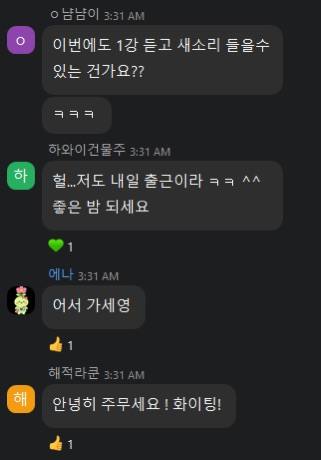 ㅇ냠냠이 3:31 AM
ㅇ
이번에도 1강 듣고 새소리 들을수
있는 건가요??
ㅋㅋㅋ
하와이건물주 3:31 AM
하
헐...저도 내일 출근이라 ㅋㅋ ^^
좋은 밤 되세요
1
에나 3:31 AM
어서 가세영
1
해적라쿤 3:31 AM
해
안녕히 주무세요 ! 화이팅!
1